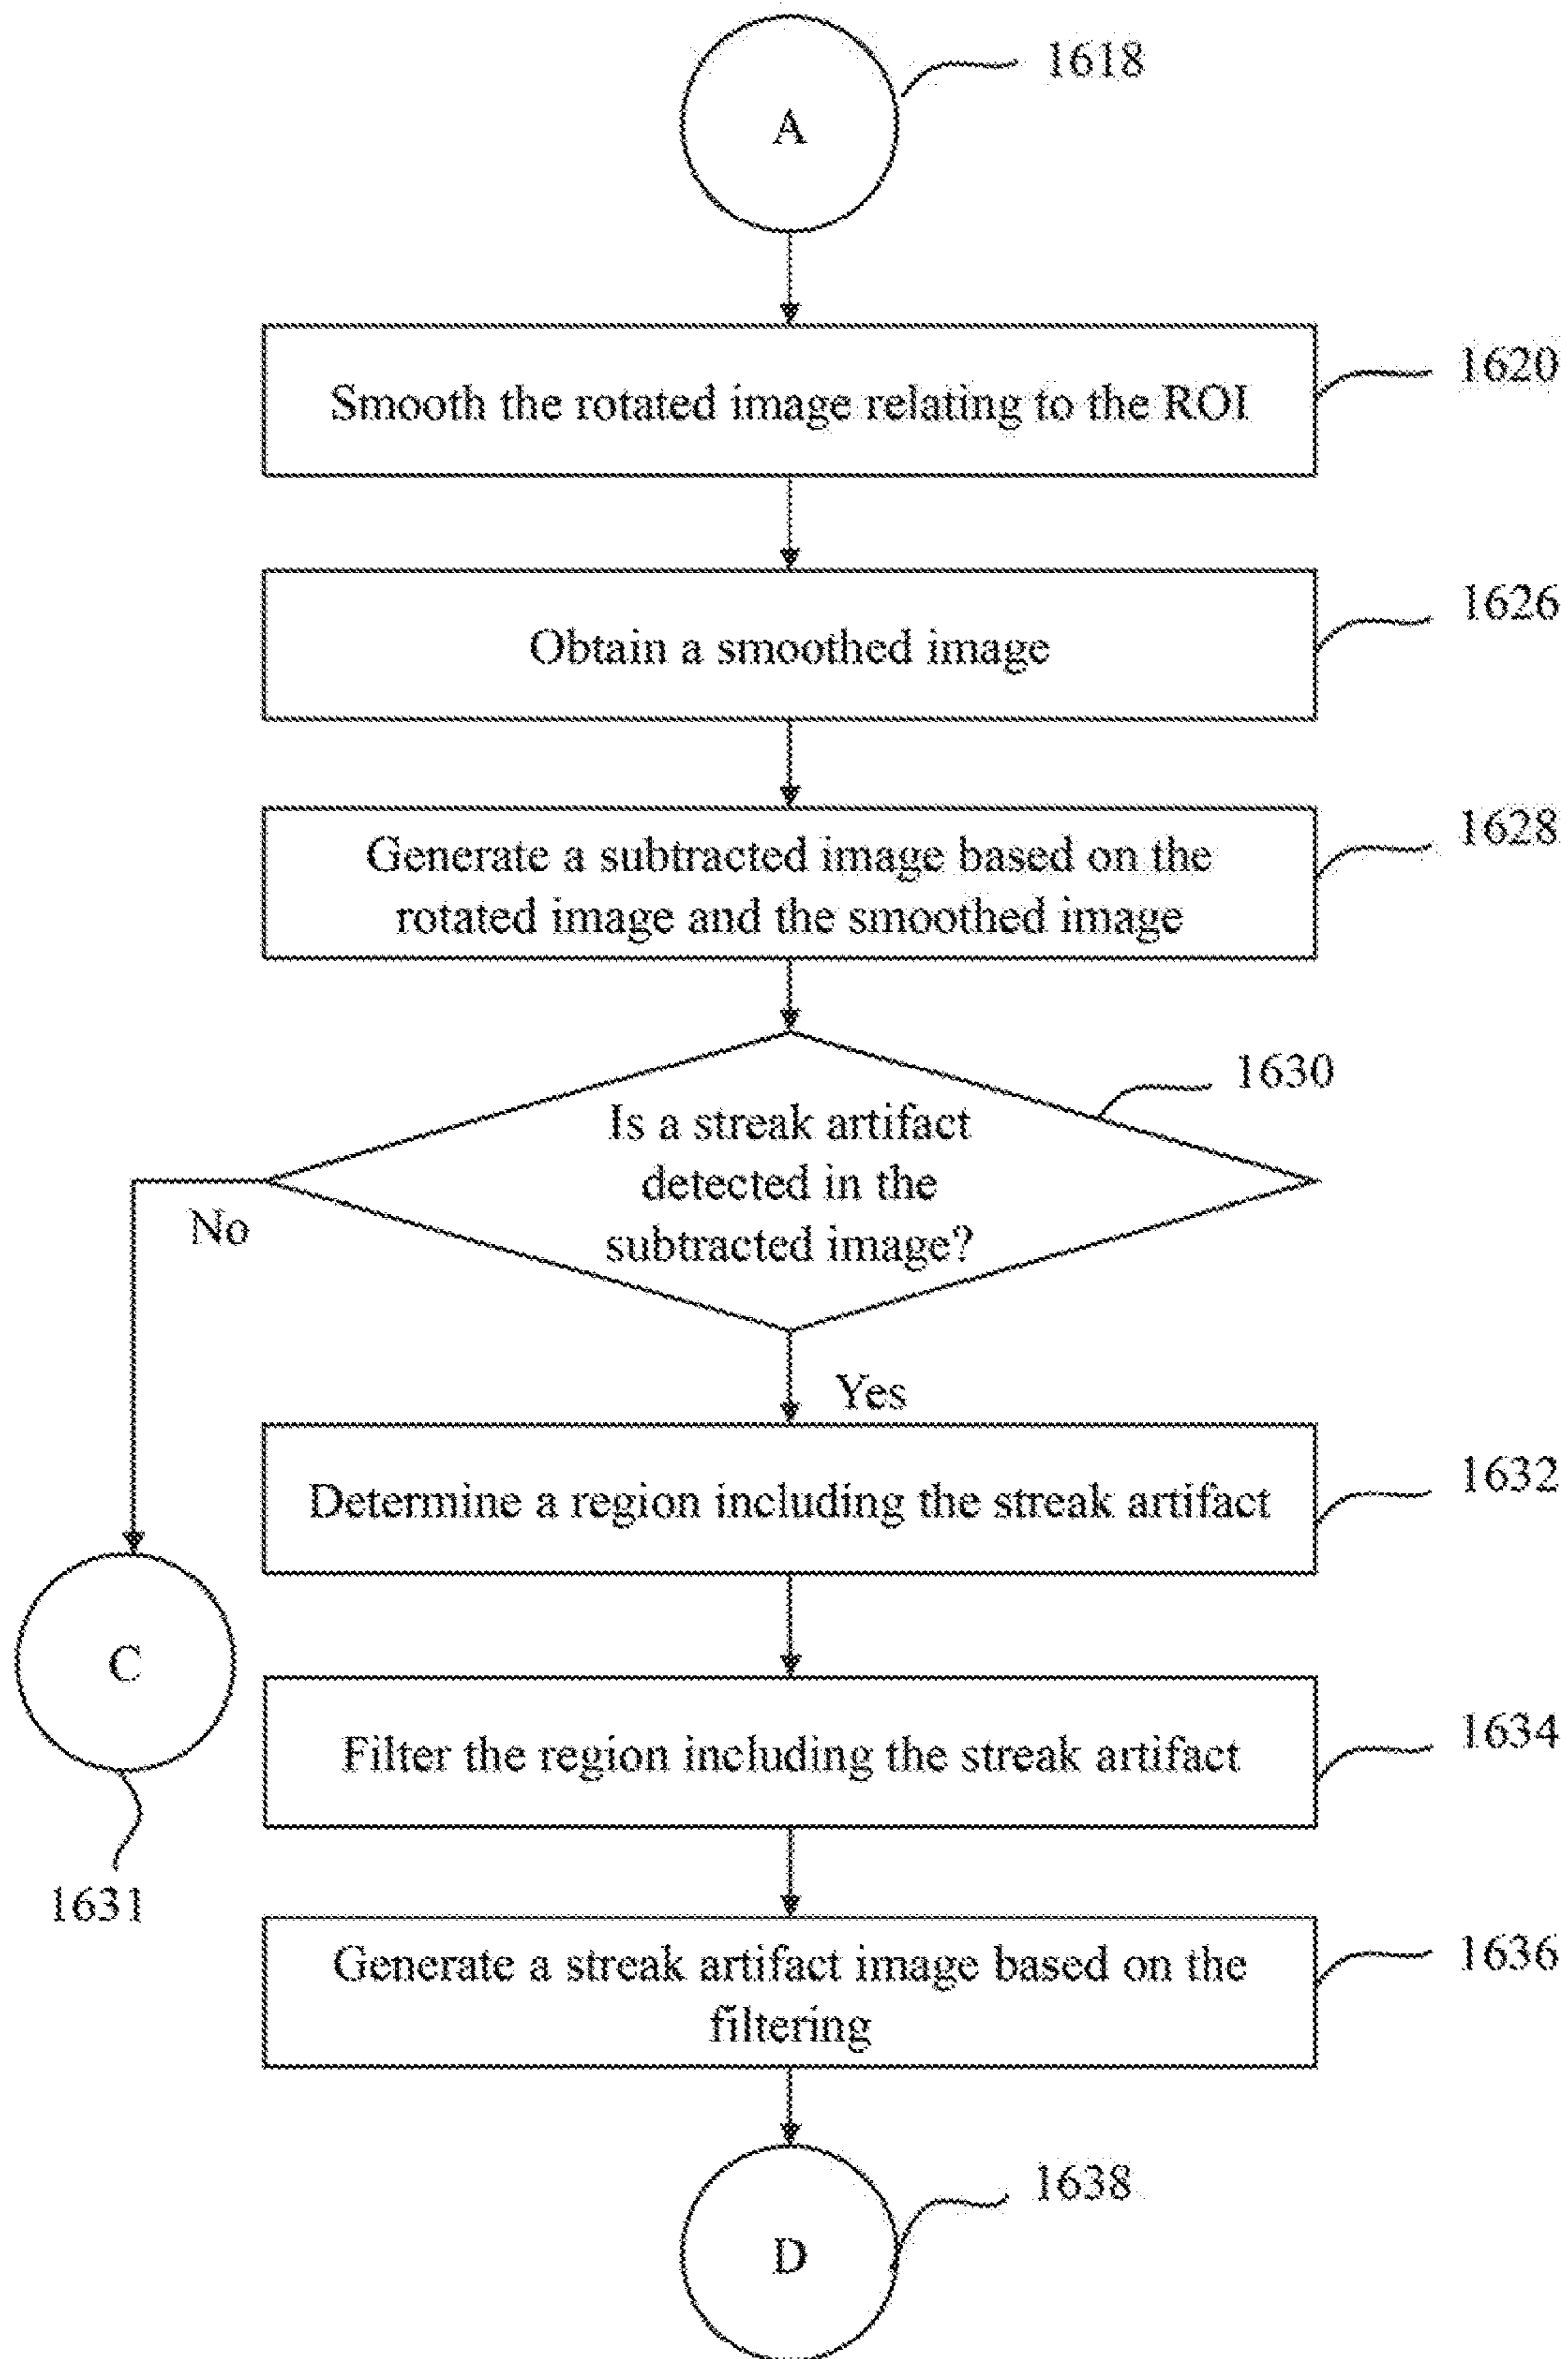 A
1618
Smooth the rotated image relating to the ROI
1620
Obtain a smoothed image
1626
Generate a subtracted image based on the
rotated image and the smoothed image
1628
Is a streak artifact
detected in the
subtracted image?
1630
No
Yes
Determine a region including the streak artifact
1632
C
1631
Filter the region including the streak artifact
1634
Generate a streak artifact image based on the
filtering
1636
D
1638